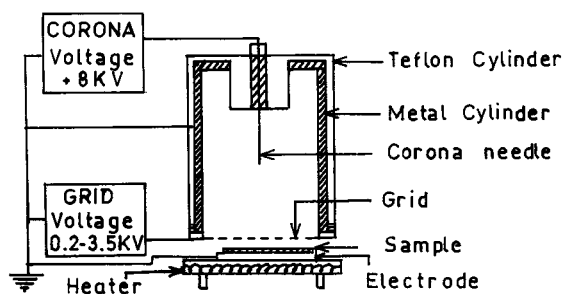 CORONA
Voltage
+8KV
Teflon Cylinder
Metal Cylinder
Corona needle
GRID
Voltage
0.2-3.5KV
Grid
Sample
Electrode
Heater